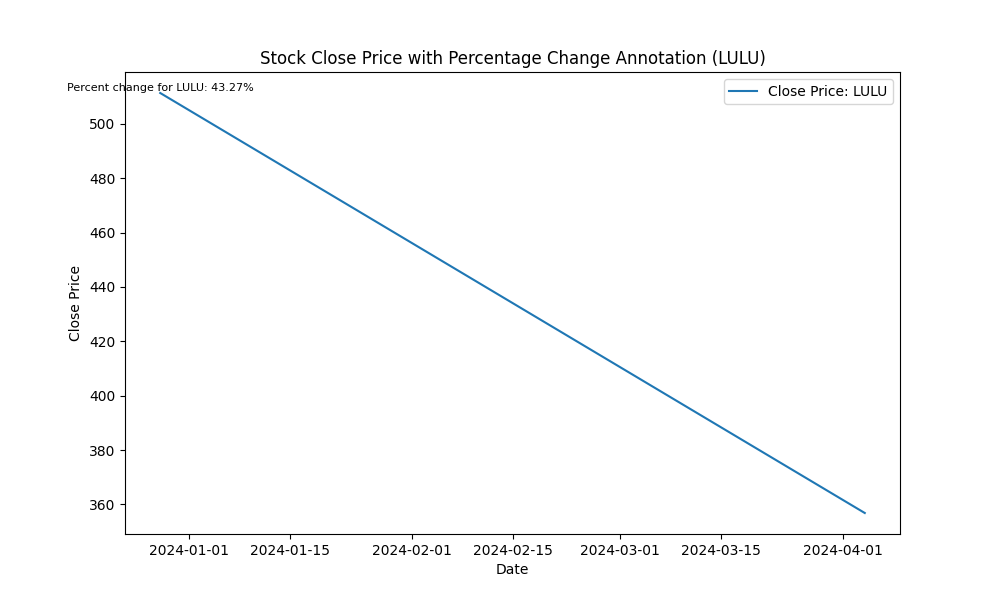 Stock Close Price with Percentage Change Annotation (LULU)
Percent change for LULU: 43.27%
Close Price: LULU
500
480
460
440
420
400
380
360
Close Price
2024-01-01 2024-01-15 2024-02-01 2024-02-15 2024-03-01 2024-03-15 2024-04-01
Date